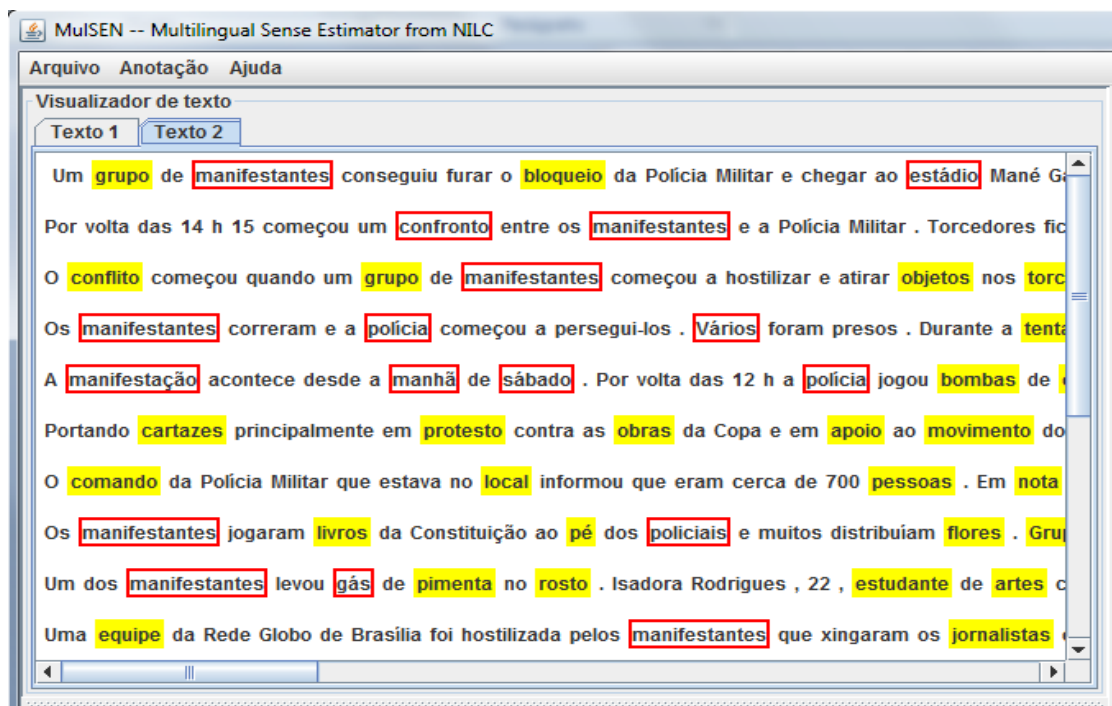 MulSEN -- Multilingual Sense Estimator from NILC
Arquivo Anotação Ajuda
Visualizador de texto
Texto 1 Texto 2
Um grupo de manifestantes conseguiu furar o bloqueio da Polícia Militar e chegar ao estádio Mané
Por volta das 14 h 15 começou um confronto entre os manifestantes e a Polícia Militar . Torcedores fic
O conflito começou quando um grupo de manifestantes começou a hostilizar e atirar objetos nos torc
Os manifestantes correram e a polícia começou a persegui-los . Vários foram presos . Durante a tenta
A manifestação acontece desde a manhã de sábado . Por volta das 12 h a polícia jogou bombas de
Portando cartazes principalmente em protesto contra as obras da Copa e em apoio ao movimento do
O comando da Polícia Militar que estava no local informou que eram cerca de 700 pessoas . Em nota
Os manifestantes jogaram livros da Constituição ao pé dos policiais e muitos distribuíam flores . Gru
Um dos manifestantes levou gás de pimenta no rosto . Isadora Rodrigues , 22 , estudante de artes c
Uma equipe da Rede Globo de Brasília foi hostilizada pelos manifestantes que xingaram os jornalistas